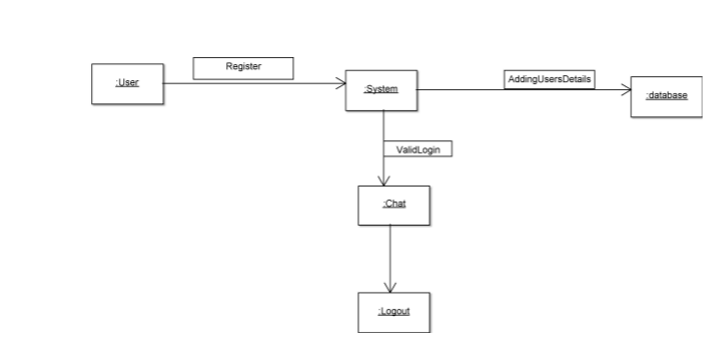 Register
:User
:System
AddingUsersDetails
:database
ValidLogin
:Chat
:Logout